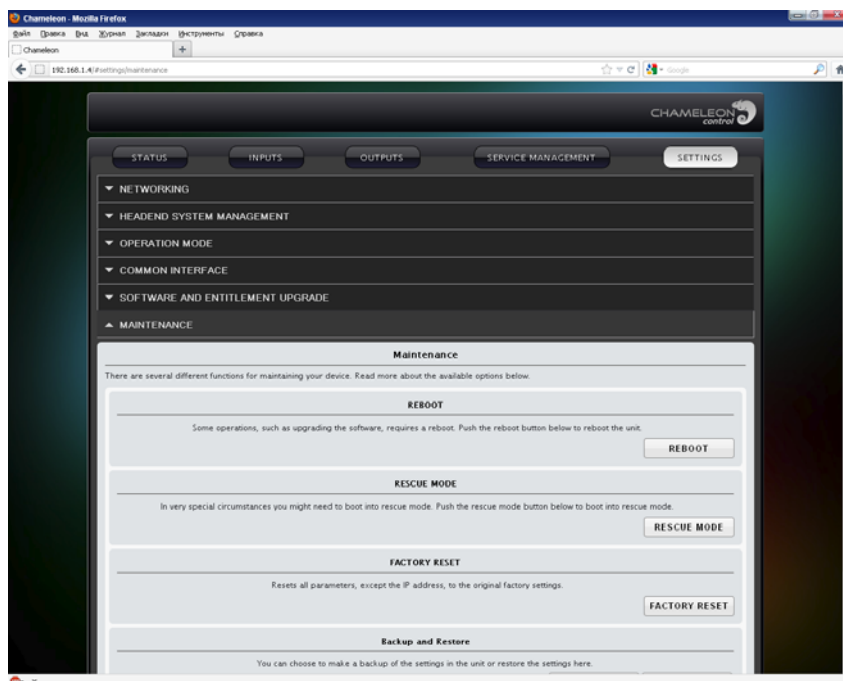 Chameleon - Mozilla Firefox
Файл Правка Вид Журнал Закладки Инструменты Справка
Chameleon
192.168.1.4/#settings/maintenance
Google
CHAMELEON
control
STATUS INPUTS OUTPUTS SERVICE MANAGEMENT SETTINGS
NETWORKING
HEADEND SYSTEM MANAGEMENT
OPERATION MODE
COMMON INTERFACE
SOFTWARE AND ENTITLEMENT UPGRADE
MAINTENANCE
Maintenance
There are several different functions for maintaining your device. Read more about the available options below.
REBOOT
Some operations, such as upgrading the software, requires a reboot. Push the reboot button below to reboot the unit.
REBOOT
RESCUE MODE
In very special circumstances you might need to boot into rescue mode. Push the rescue mode button below to boot into rescue mode.
RESCUE MODE
FACTORY RESET
Resets all parameters, except the IP address, to the original factory settings.
FACTORY RESET
Backup and Restore
You can choose to make a backup of the settings in the unit or restore the settings here.